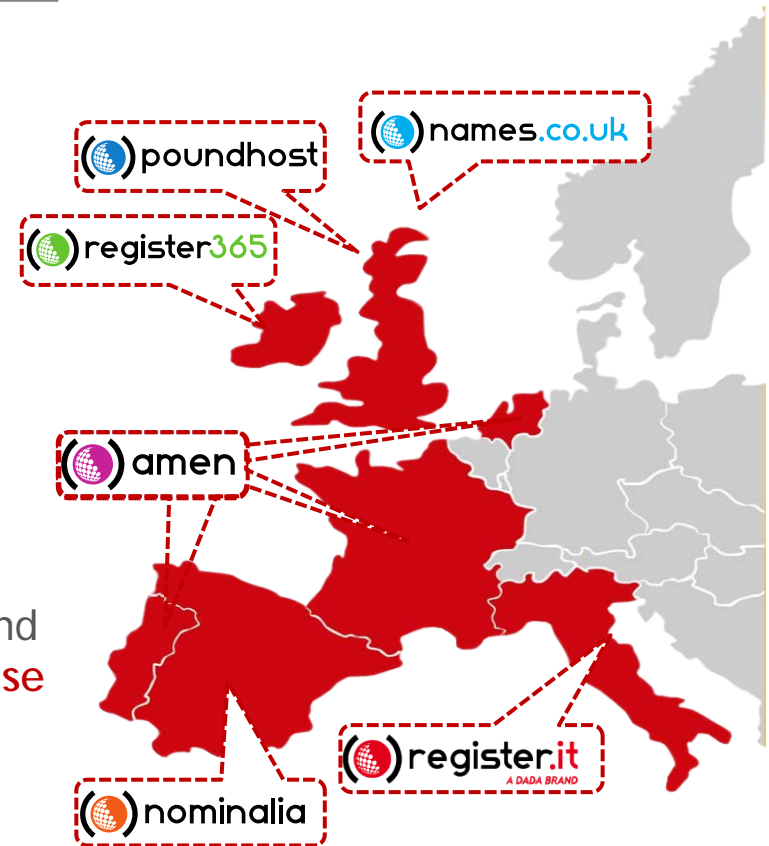 names.co.uk
poundhost
register365
amen
nd
se
register.it
A DADA BRAND
nominalia